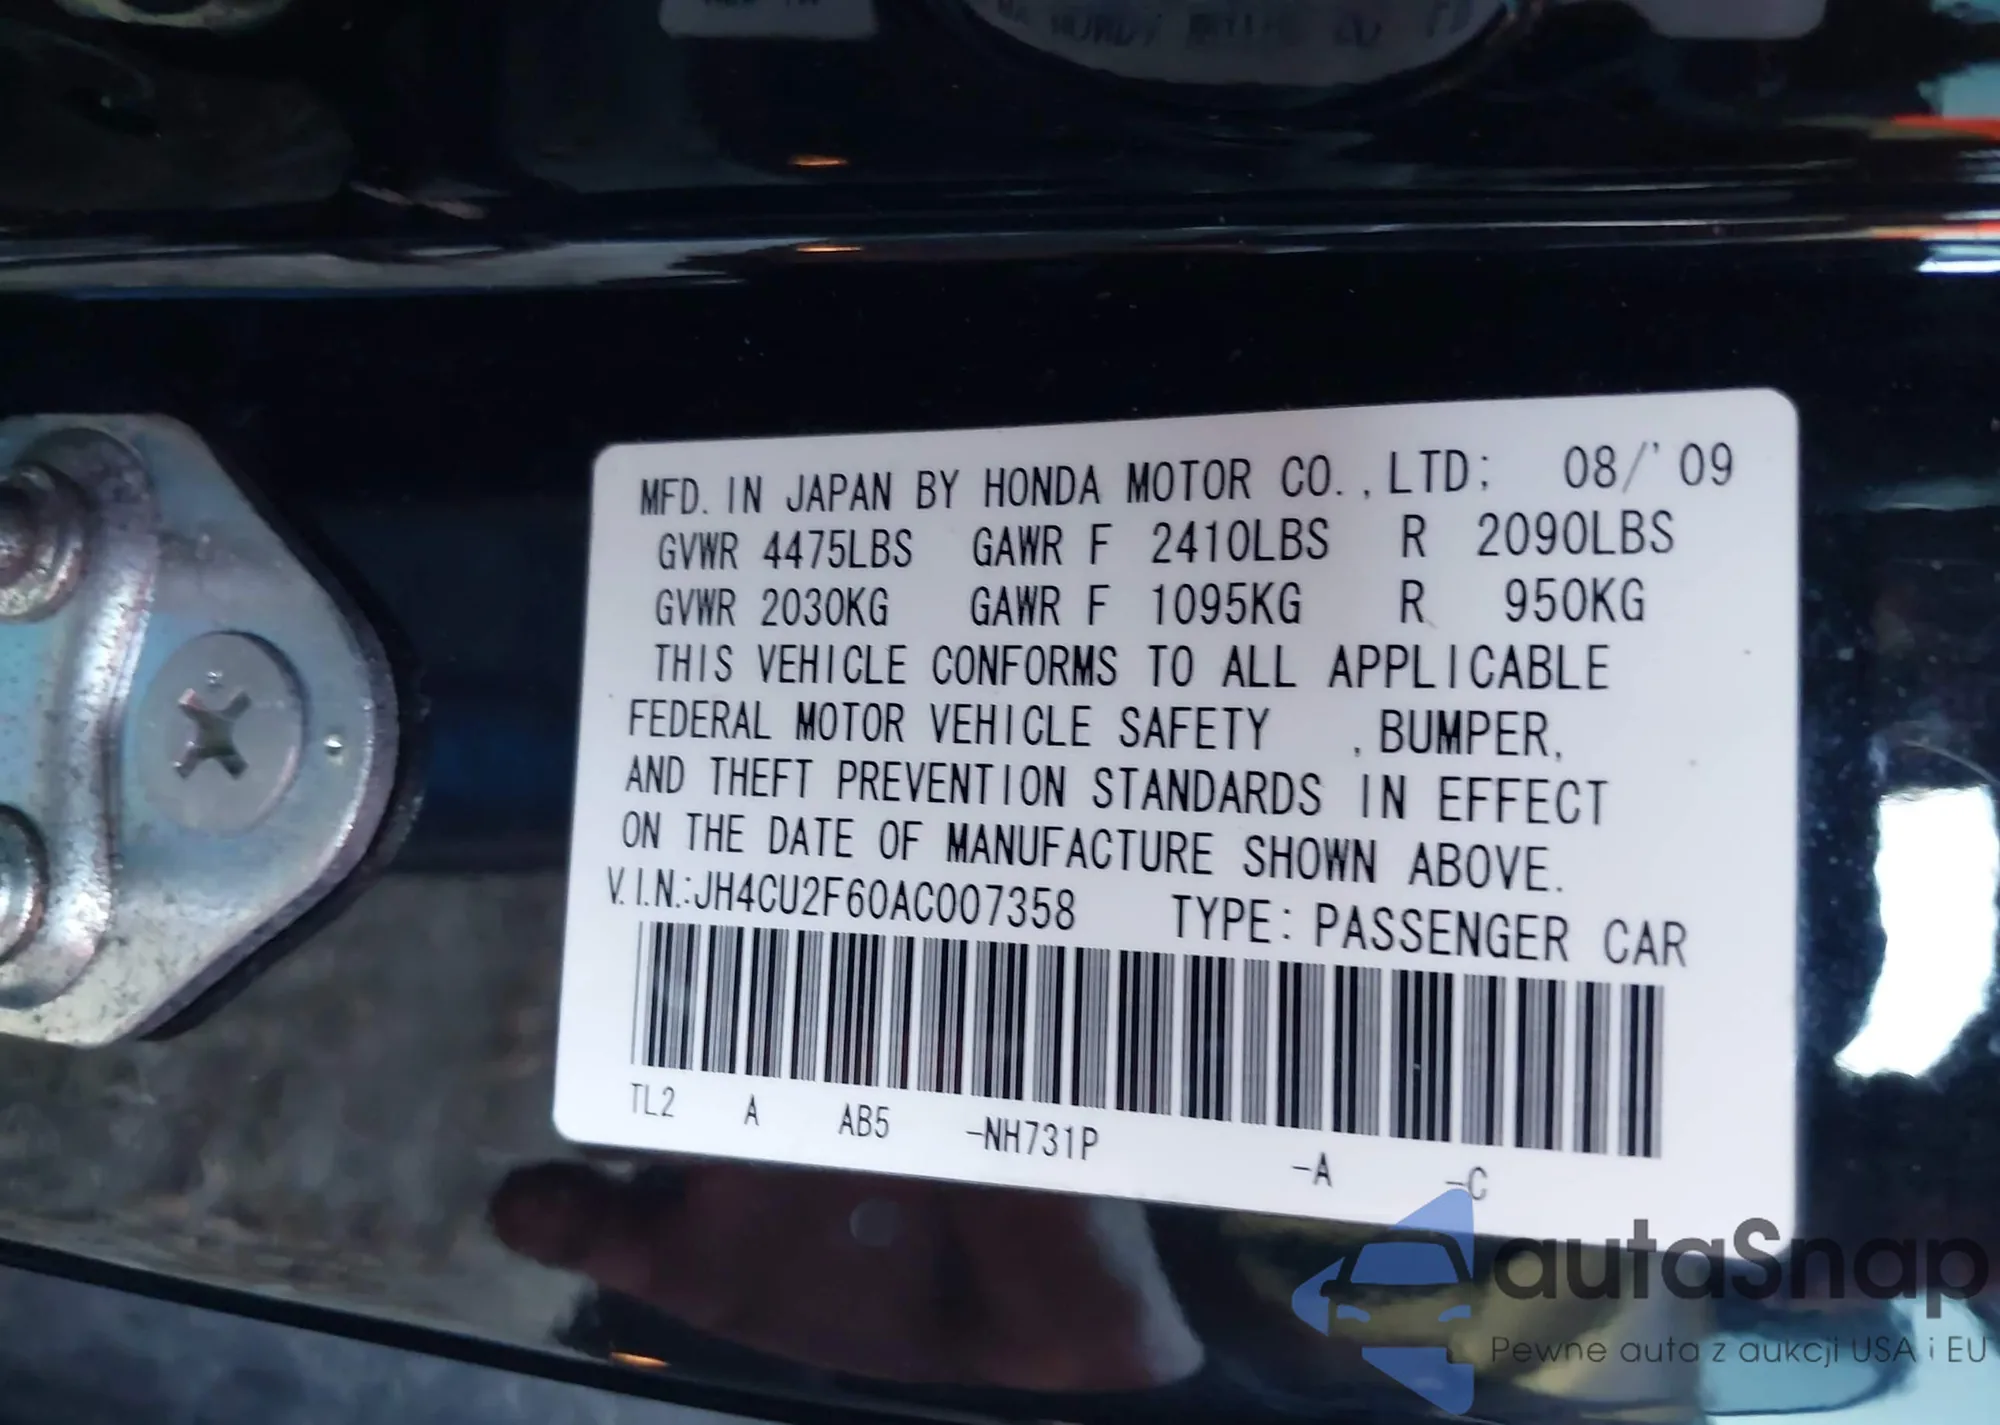 MFD. IN JAPAN BY HONDA MOTOR CO., LTD; 08/'09
GVWR 4475LBS GAWR F 2410LBS R 2090LBS
GVWR 2030KG GAWR F 1095KG R 950KG
THIS VEHICLE CONFORMS TO ALL APPLICABLE
FEDERAL MOTOR VEHICLE SAFETY , BUMPER,
AND THEFT PREVENTION STANDARDS IN EFFECT
ON THE DATE OF MANUFACTURE SHOWN ABOVE.
V.I.N.:JH4CU2F60AC007358 TYPE: PASSENGER CAR
TL2 A AB5 -NH731P -A -C
autaSnap
Pewne auta z aukcji USA i EU